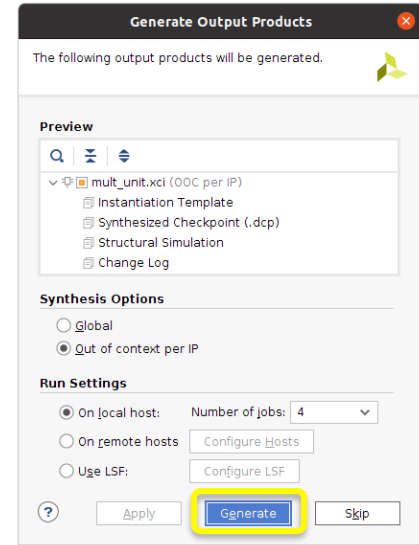 Generate Output Products
The following output products will be generated.
Preview
mult_unit.xci (OOC per IP)
Instantiation Template
Synthesized Checkpoint (.dcp)
Structural Simulation
Change Log
Synthesis Options
Global
Out of context per IP
Run Settings
On local host: Number of jobs: 4
On remote hosts Configure Hosts
Use LSF: Configure LSF
? Apply Generate Skip